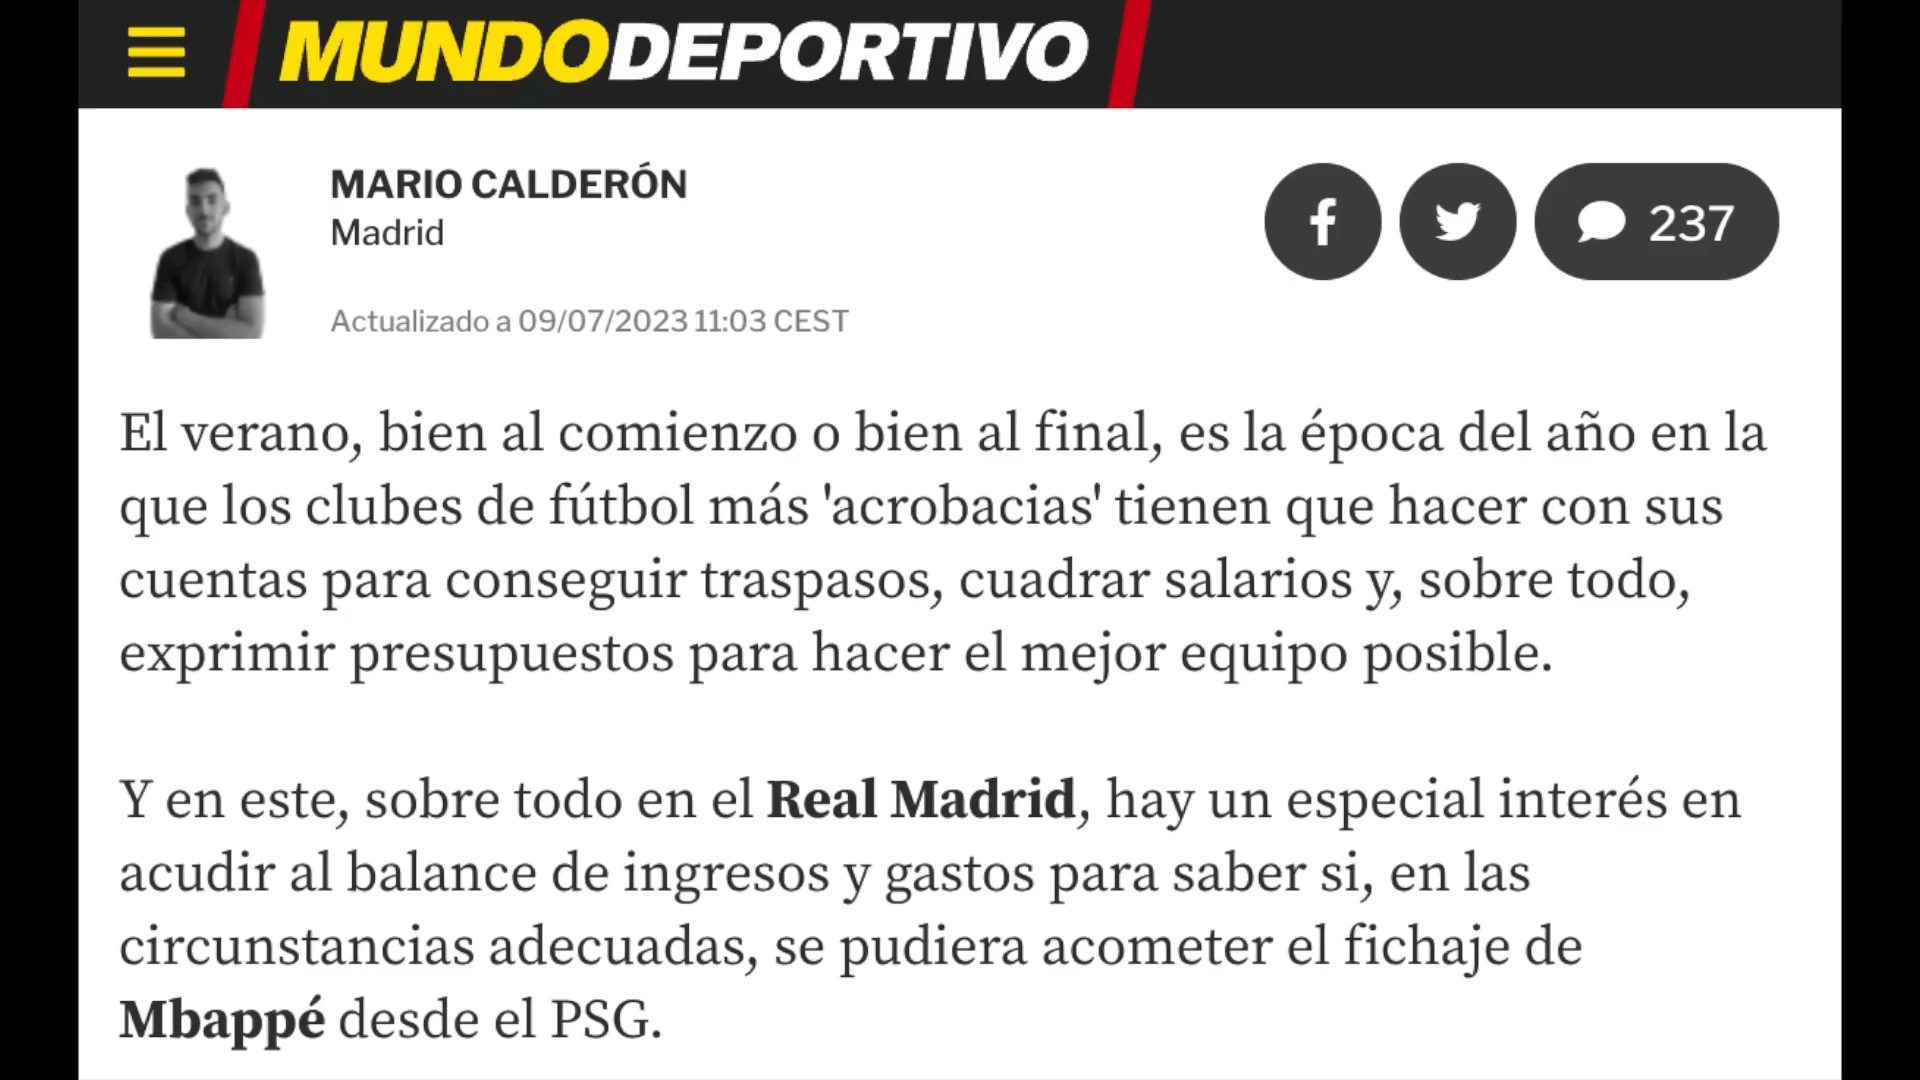 MUNDODEPORTIVO
MARIO CALDERÓN
Madrid
237
Actualizado a 09/07/2023 11:03 CEST
El verano, bien al comienzo o bien al final, es la época del año en la
que los clubes de fútbol más 'acrobacias' tienen que hacer con sus
cuentas para conseguir traspasos, cuadrar salarios y, sobre todo,
exprimir presupuestos para hacer el mejor equipo posible.
Y en este, sobre todo en el Real Madrid, hay un especial interés en
acudir al balance de ingresos y gastos para saber si, en las
circunstancias adecuadas, se pudiera acometer el fichaje de
Mbappé desde el PSG.